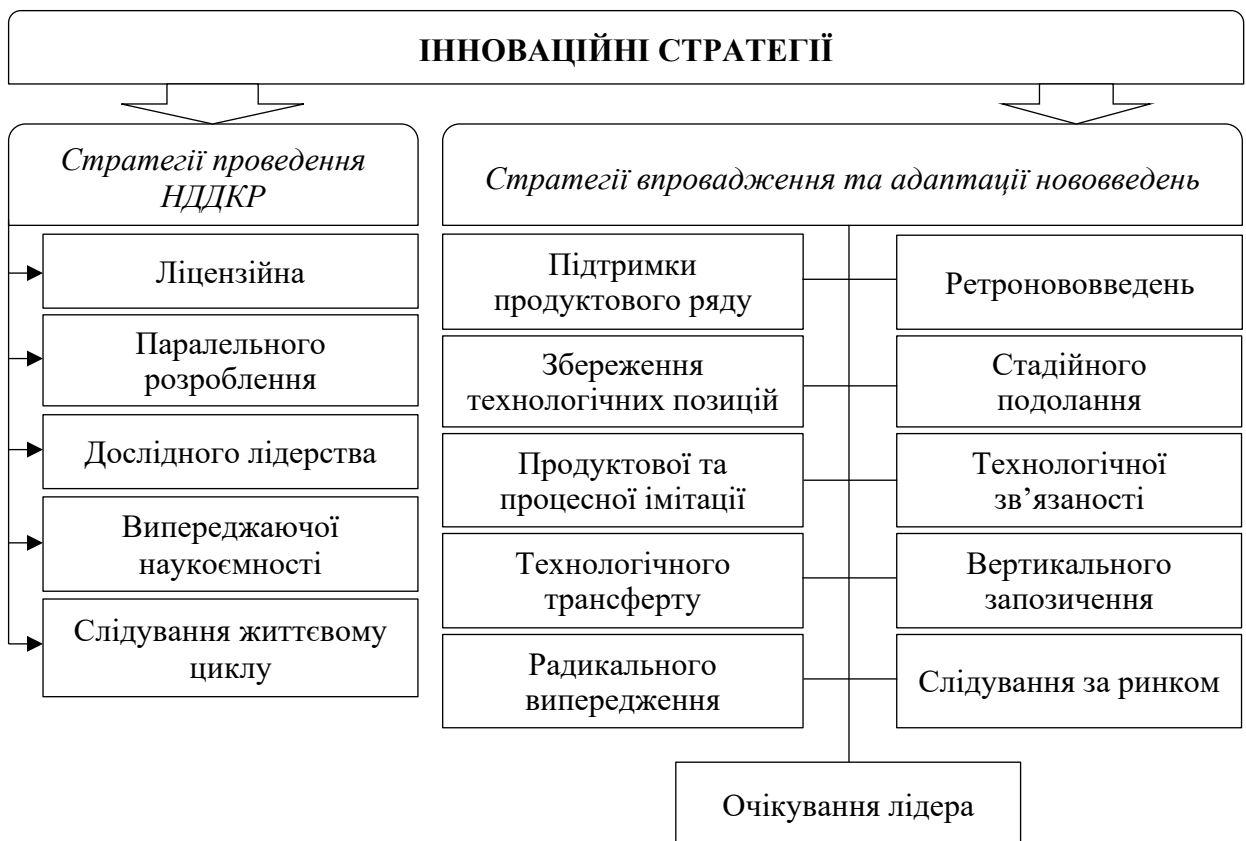 ІННОВАЦІЙНІ СТРАТЕГІЇ
Стратегії проведення
НДДКР
Ліцензійна
Паралельного
розроблення
Дослідного лідерства
Випереджаючої
наукоємності
Слідування життєвому
циклу
Стратегії впровадження та адаптації нововведень
Підтримки
продуктового ряду
Ретронововведень
Збереження
технологічних позицій
Стадійного
подолання
Продуктової та
процесної імітації
Технологічної
зв’язаності
Технологічного
трансферту
Вертикального
запозичення
Радикального
випередження
Слідування за ринком
Очікування лідера